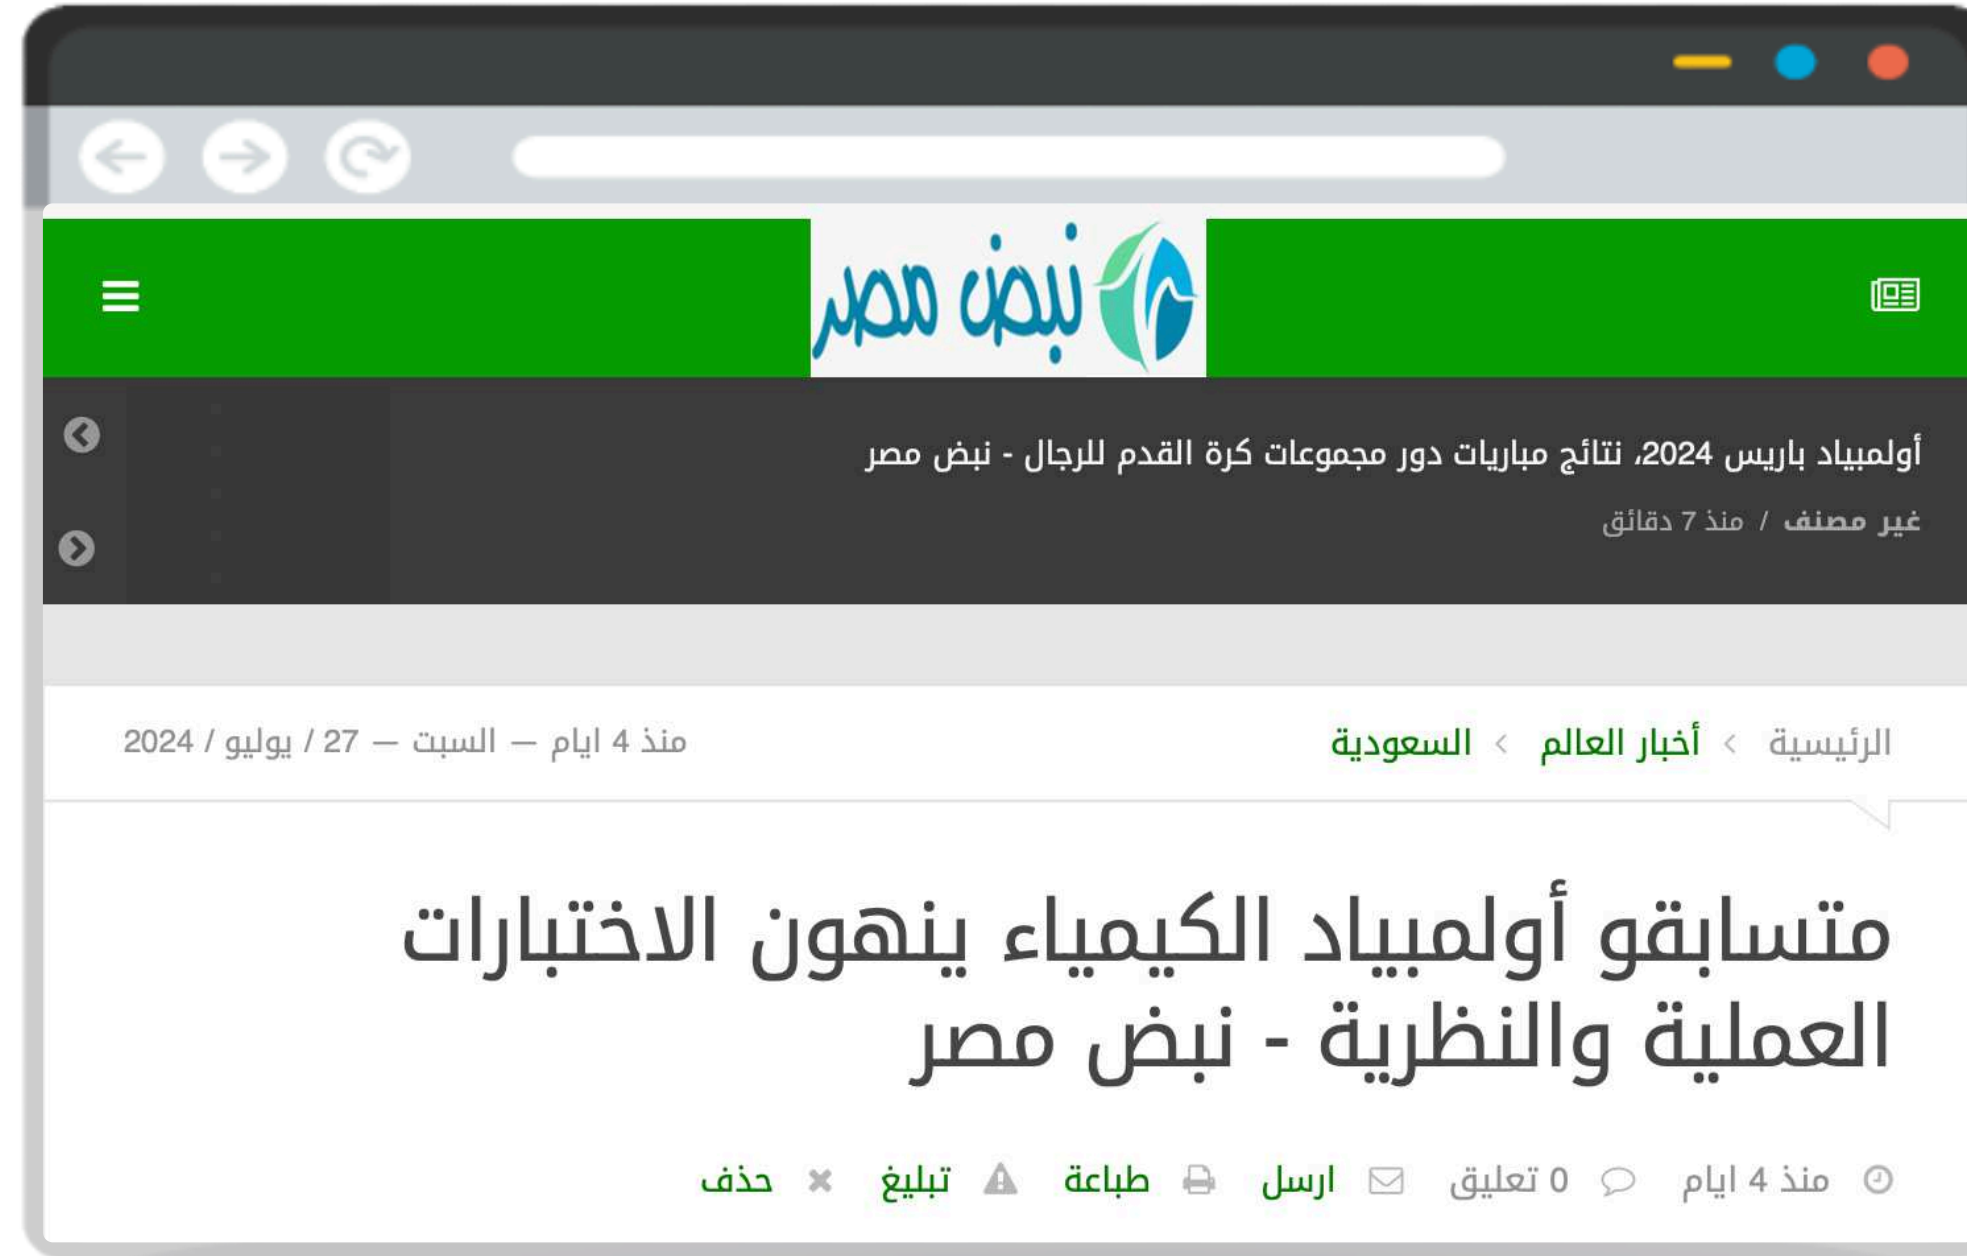 نبض مصر
أولمبياد باريس 2024، نتائج مباريات دور مجموعات كرة القدم للرجال - نبض مصر
غير مصنف / منذ 7 دقائق
الرئيسية › أخبار العالم › السعودية
منذ 4 ايام — السبت — 27 / يوليو / 2024
متسابقو أولمبياد الكيمياء ينهون الاختبارات
العملية والنظرية - نبض مصر
منذ 4 ايام 0 تعليق ارسل طباعة تبليغ حذف